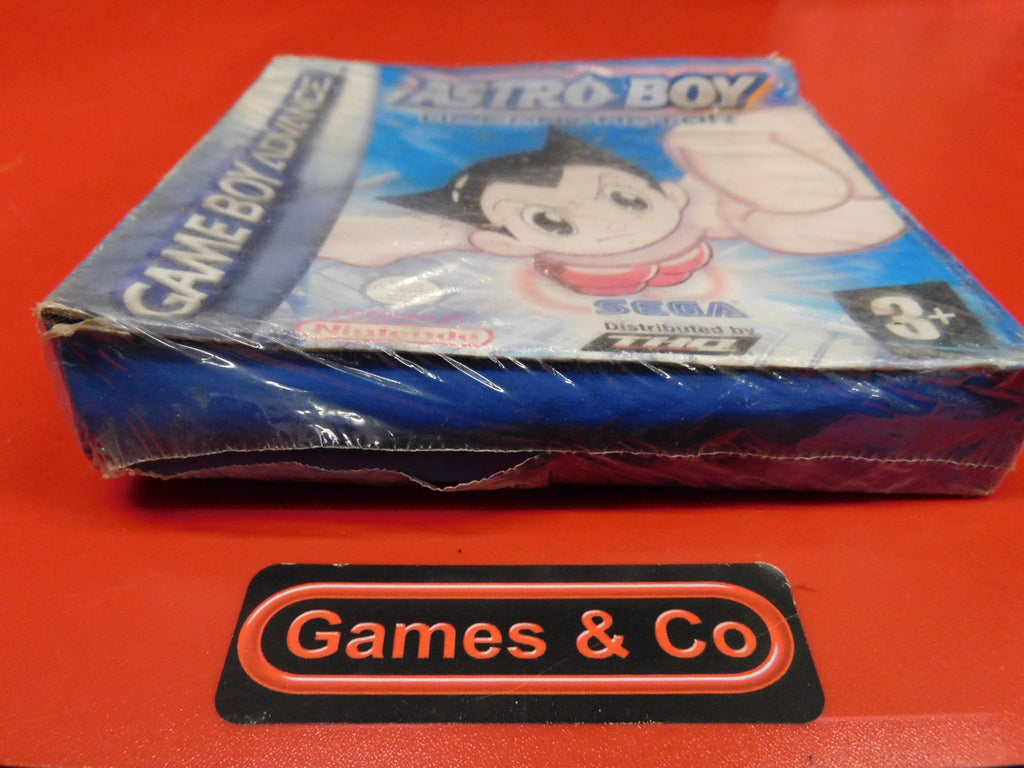 GAME BOY ADVANCE
ASTRO BOY
SEGA
Distributed by
THQ
Nintendo
3+
Games & Co